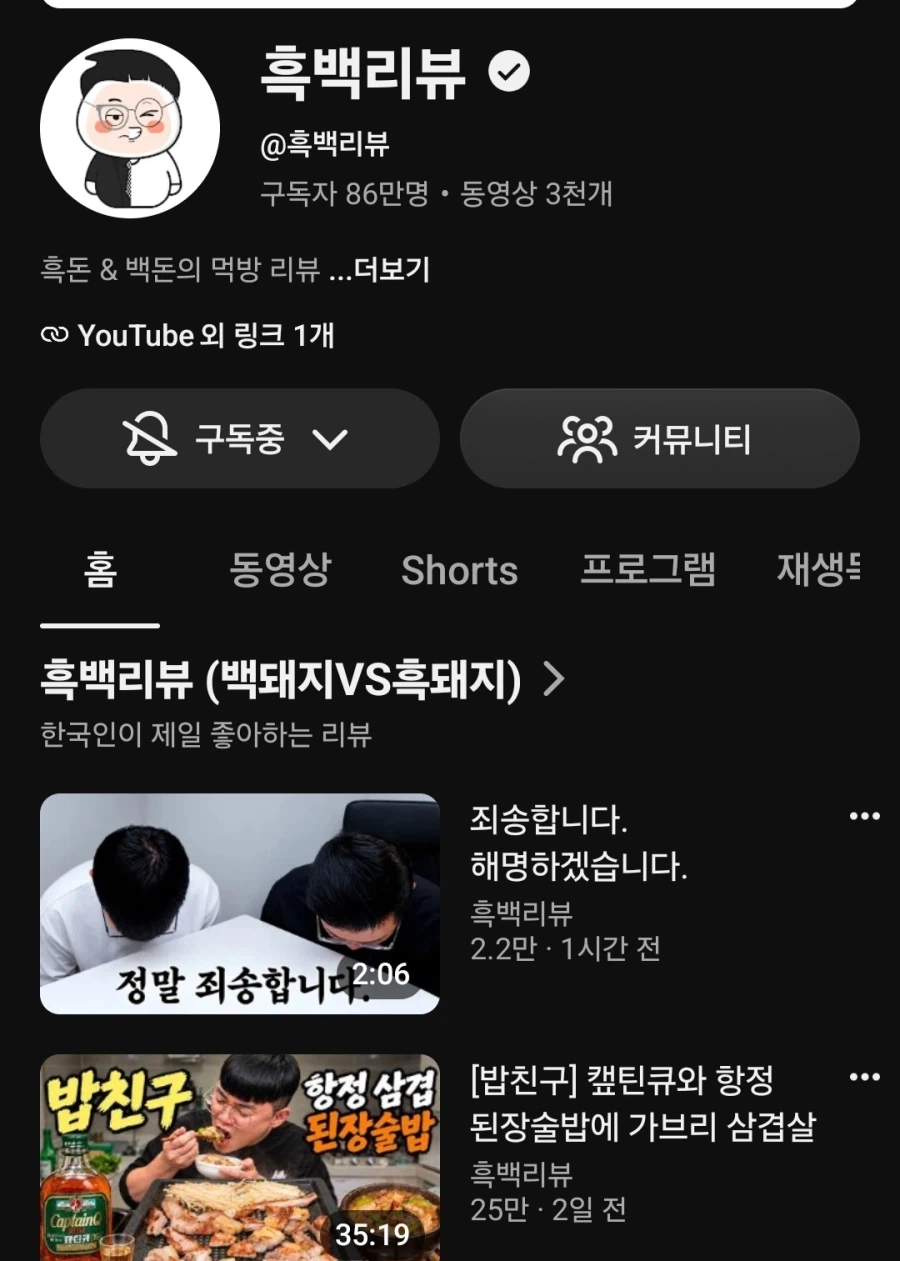 흑백리뷰
@흑백리뷰
구독자 86만명 • 동영상 3천개
흑돈 & 백돈의 먹방 리뷰 ...더보기
YouTube 외 링크 1개
구독중
커뮤니티
홈 동영상 Shorts 프로그램 재생목
흑백리뷰 (백돼지VS흑돼지)
한국인이 제일 좋아하는 리뷰
정말 죄송합니다.
2:06
죄송합니다.
해명하겠습니다.
흑백리뷰
2.2만 · 1시간 전
밥친구
항정 삼겹
된장술밥
CaptainQ
캪틴큐
35:19
[밥친구] 캪틴큐와 항정
된장술밥에 가브리 삼겹살
흑백리뷰
25만 · 2일 전